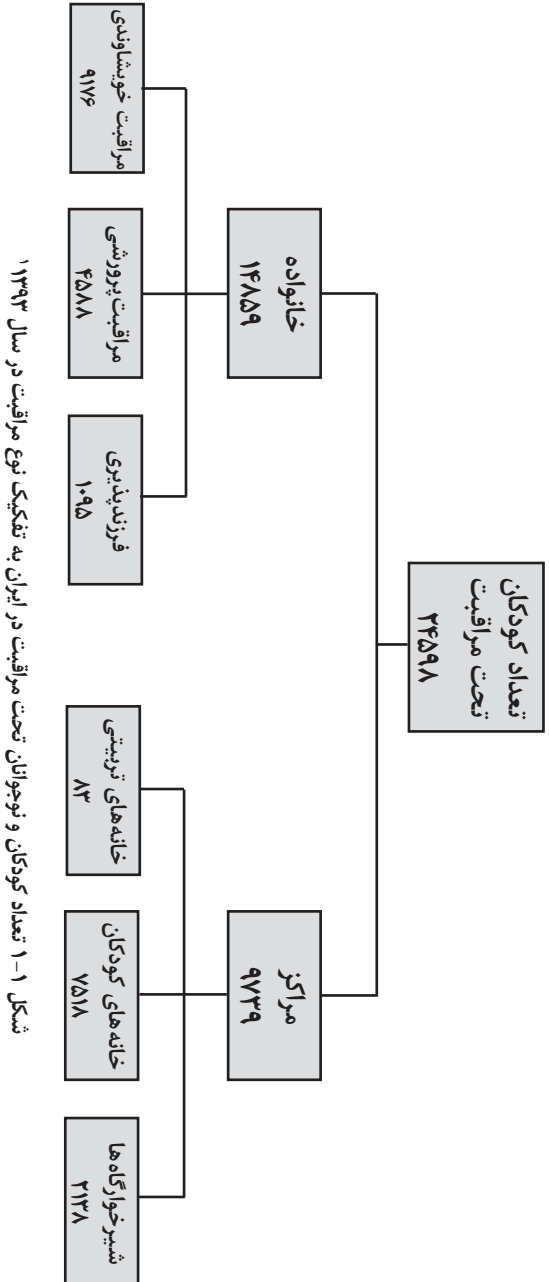 تعداد کودکان
تحت مراقبت
۲۴۵۹۸
خانواده
۱۴۸۵۹
مراکز
۹۷۳۹
مراقبت خویشاوندی
۹۱۷۶
مراقبت پرورشی
۴۵۸۸
فرزندپذیری
۱۰۹۵
خانه‌های تربیتی
۸۳
خانه‌های کودکان
۷۵۱۸
شیرخوارگاه‌ها
۲۱۳۸
شکل ۱-۱ تعداد کودکان و نوجوانان تحت مراقبت در ایران به تفکیک نوع مراقبت در سال ۱۳۹۳¹